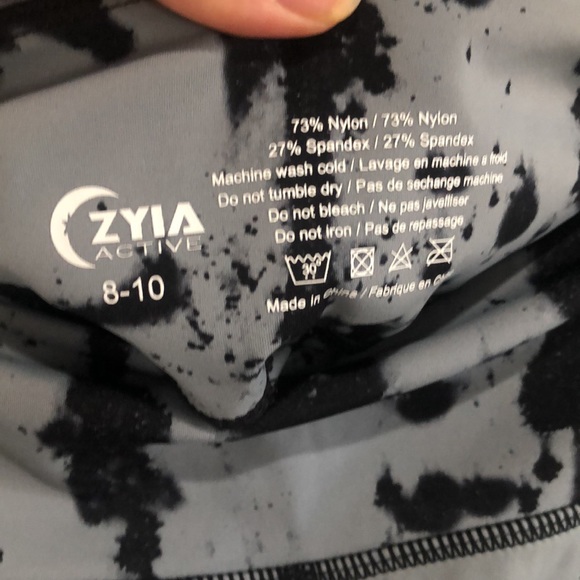 73% Nylon / 73% Nylon
27% Spandex / 27% Spandex
Machine wash cold / Lavage en machine a froid
Do not tumble dry / Pas de sechange machine
Do not bleach / Ne pas javelliser
Do not iron / Pas de repassage
ZYIA
ACTIVE
8-10
30°
Made in China / Fabrique en